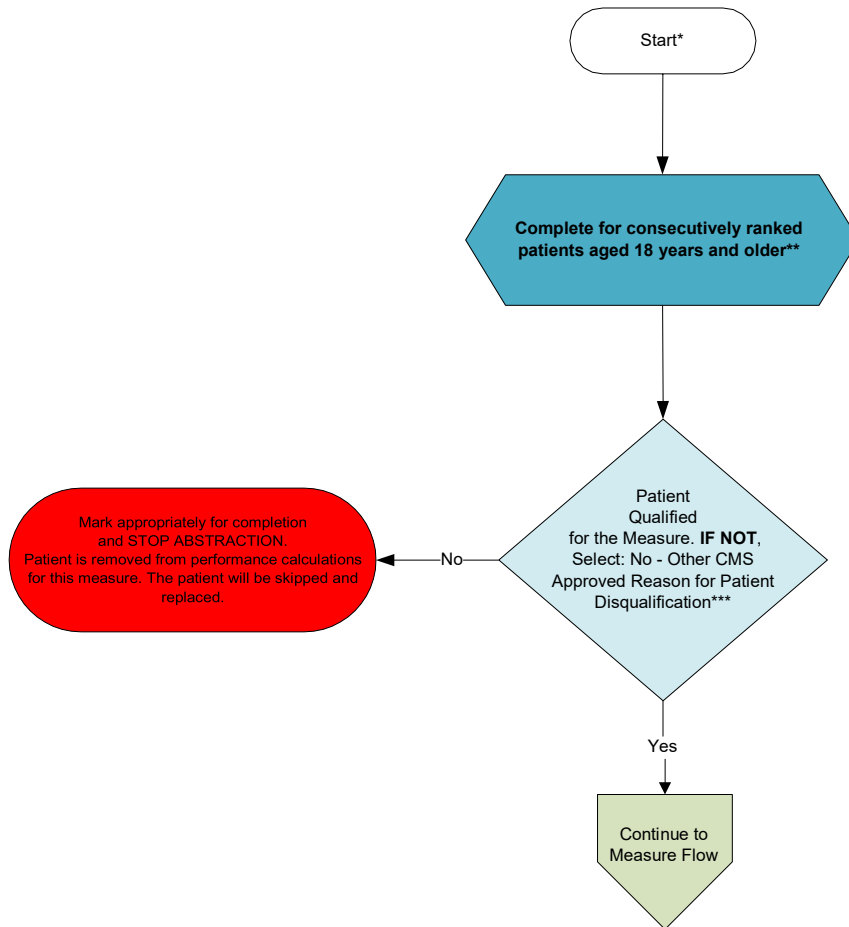 Start*
Complete for consecutively ranked
patients aged 18 years and older**
Patient
Qualified
for the Measure. IF NOT,
Select: No - Other CMS
Approved Reason for Patient
Disqualification***
No
Mark appropriately for completion
and STOP ABSTRACTION.
Patient is removed from performance calculations
for this measure. The patient will be skipped and
replaced.
Yes
Continue to
Measure Flow